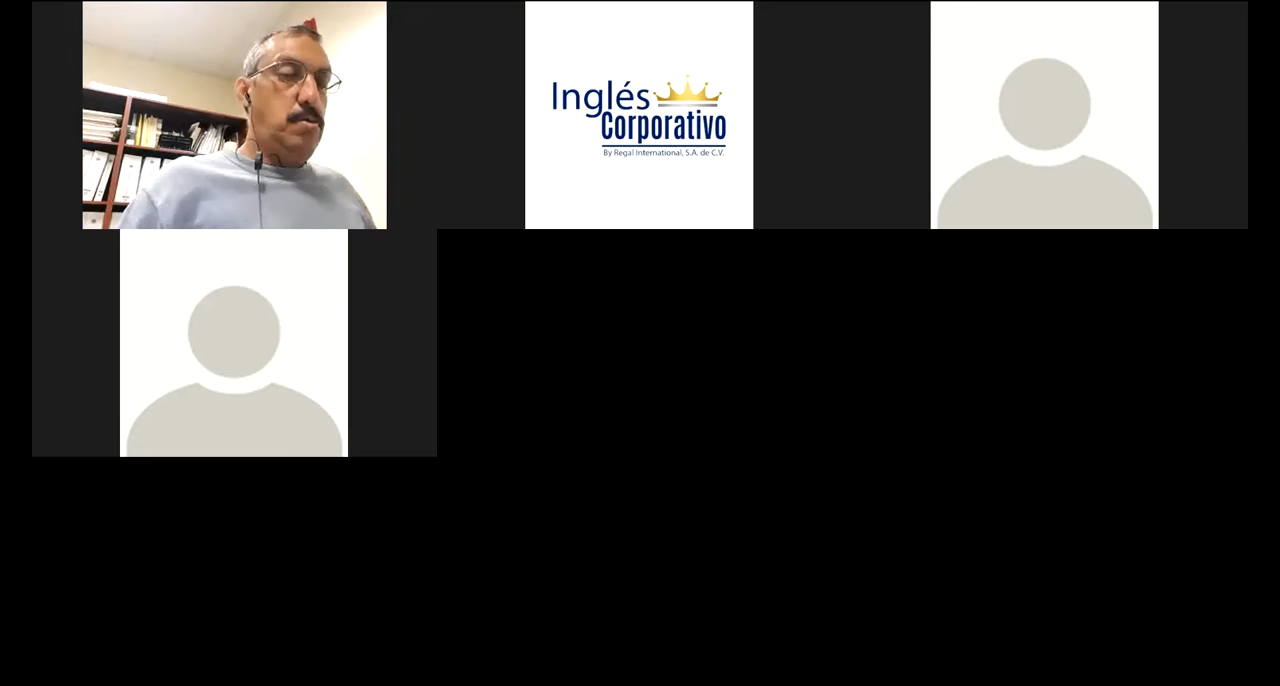 Inglés
Corporativo
By Regal International, S.A. de C.V.